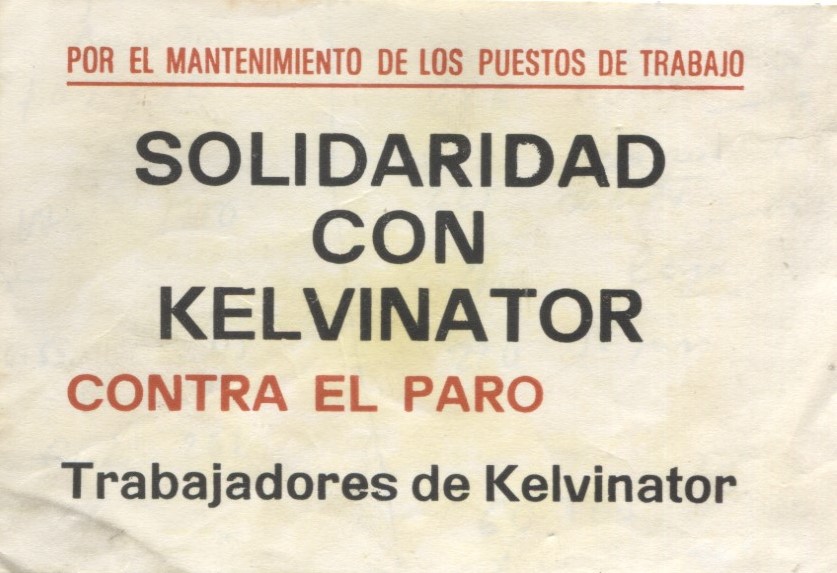 POR EL MANTENIMIENTO DE LOS PUESTOS DE TRABAJO
SOLIDARIDAD
CON
KELVINATOR
CONTRA EL PARO
Trabajadores de Kelvinator